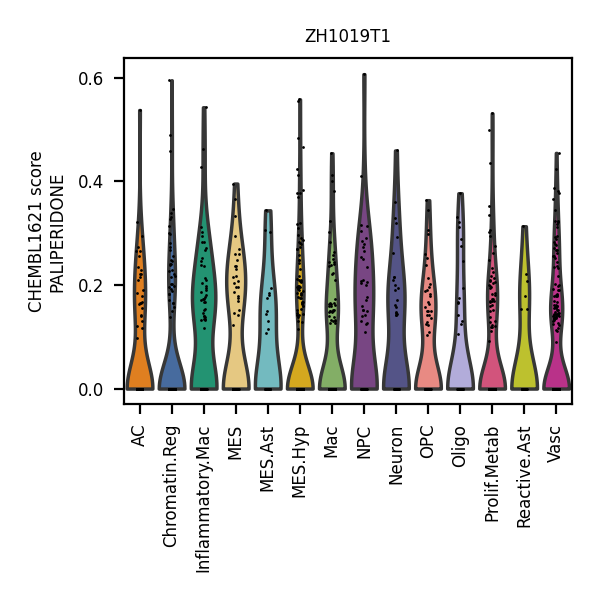 ZH1019T1
CHEMBL1621 score
PALIPERIDONE
0.6
0.4
0.2
0.0
AC
Chromatin.Reg
Inflammatory.Mac
MES
MES.Ast
MES.Hyp
Mac
NPC
Neuron
OPC
Oligo
Prolif.Metab
Reactive.Ast
Vasc